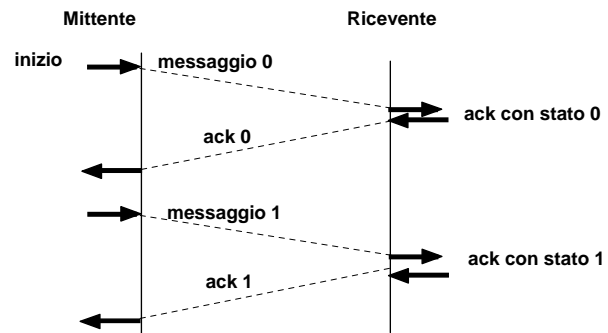 Mittente
Ricevente
inizio
messaggio 0
ack con stato 0
ack 0
messaggio 1
ack con stato 1
ack 1